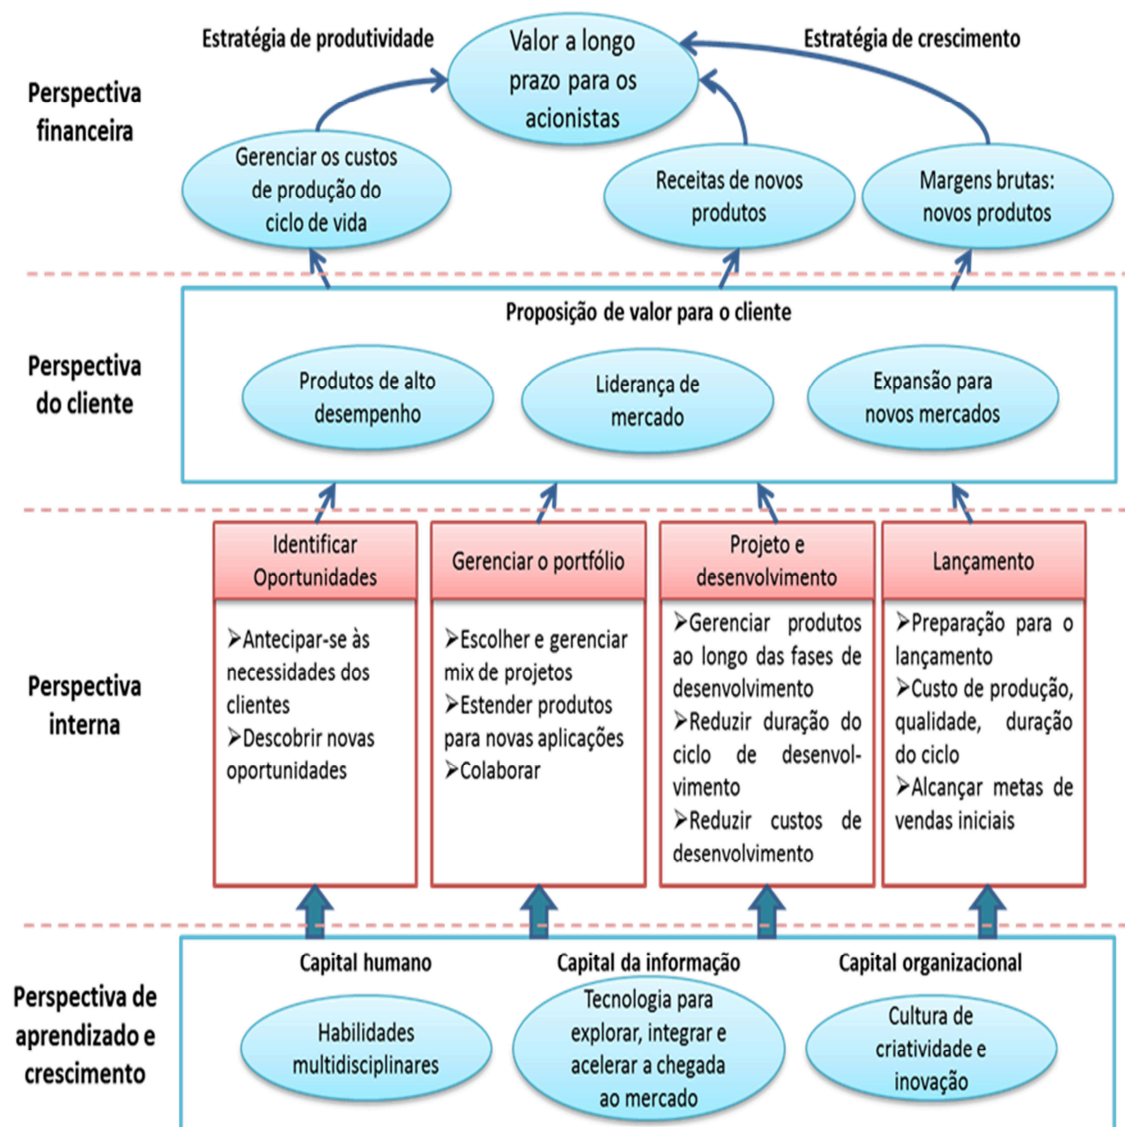 Estratégia de produtividade
Valor a longo
prazo para os
acionistas
Estratégia de crescimento
Perspectiva
financeira
Gerenciar os custos
de produção do
ciclo de vida
Receitas de novos
produtos
Margens brutas:
novos produtos
Proposição de valor para o cliente
Perspectiva
do cliente
Produtos de alto
desempenho
Liderança de
mercado
Expansão para
novos mercados
Perspectiva
interna
Identificar
Oportunidades
➢Antecipar-se às
necessidades dos
clientes
➢Descobrir novas
oportunidades
Gerenciar o portfólio
➢Escolher e gerenciar
mix de projetos
➢Estender produtos
para novas aplicações
➢Colaborar
Projeto e
desenvolvimento
➢Gerenciar produtos
ao longo das fases de
desenvolvimento
➢Reduzir duração do
ciclo de desenvol-
vimento
➢Reduzir custos de
desenvolvimento
Lançamento
➢Preparação para o
lançamento
➢Custo de produção,
qualidade, duração
do ciclo
➢Alcançar metas de
vendas iniciais
Perspectiva de
aprendizado e
crescimento
Capital humano
Habilidades
multidisciplinares
Capital da informação
Tecnologia para
explorar, integrar e
acelerar a chegada
ao mercado
Capital organizacional
Cultura de
criatividade e
inovação